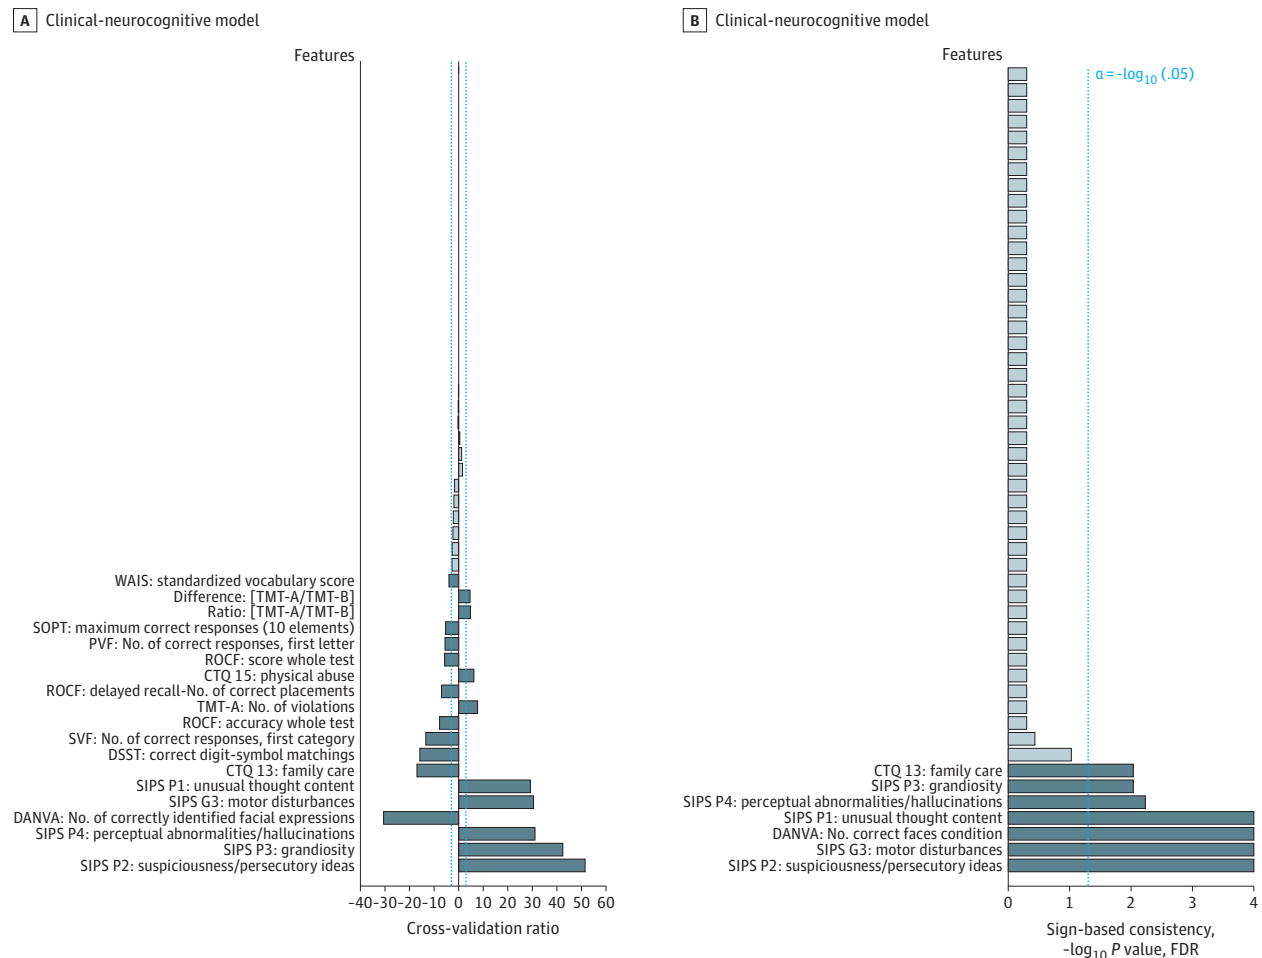 A Clinical-neurocognitive model
Features
WAIS: standardized vocabulary score
Difference: [TMT-A/TMT-B]
Ratio: [TMT-A/TMT-B]
SOPT: maximum correct responses (10 elements)
PVF: No. of correct responses, first letter
ROCF: score whole test
CTQ 15: physical abuse
ROCF: delayed recall-No. of correct placements
TMT-A: No. of violations
ROCF: accuracy whole test
SVF: No. of correct responses, first category
DSST: correct digit-symbol matchings
CTQ 13: family care
SIPS P1: unusual thought content
SIPS G3: motor disturbances
DANVA: No. of correctly identified facial expressions
SIPS P4: perceptual abnormalities/hallucinations
SIPS P3: grandiosity
SIPS P2: suspiciousness/persecutory ideas
-40 -30 -20 -10 0 10 20 30 40 50 60
Cross-validation ratio
B Clinical-neurocognitive model
Features
α = -log10 (.05)
CTQ 13: family care
SIPS P3: grandiosity
SIPS P4: perceptual abnormalities/hallucinations
SIPS P1: unusual thought content
DANVA: No. correct faces condition
SIPS G3: motor disturbances
SIPS P2: suspiciousness/persecutory ideas
0 1 2 3 4
Sign-based consistency,
-log10 P value, FDR